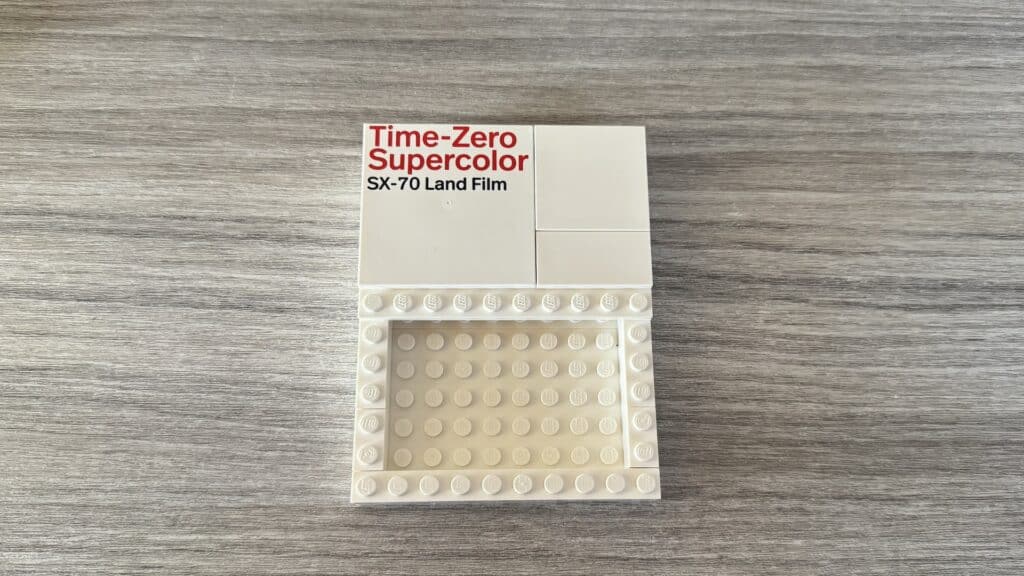 Time-Zero
Supercolor
SX-70 Land Film